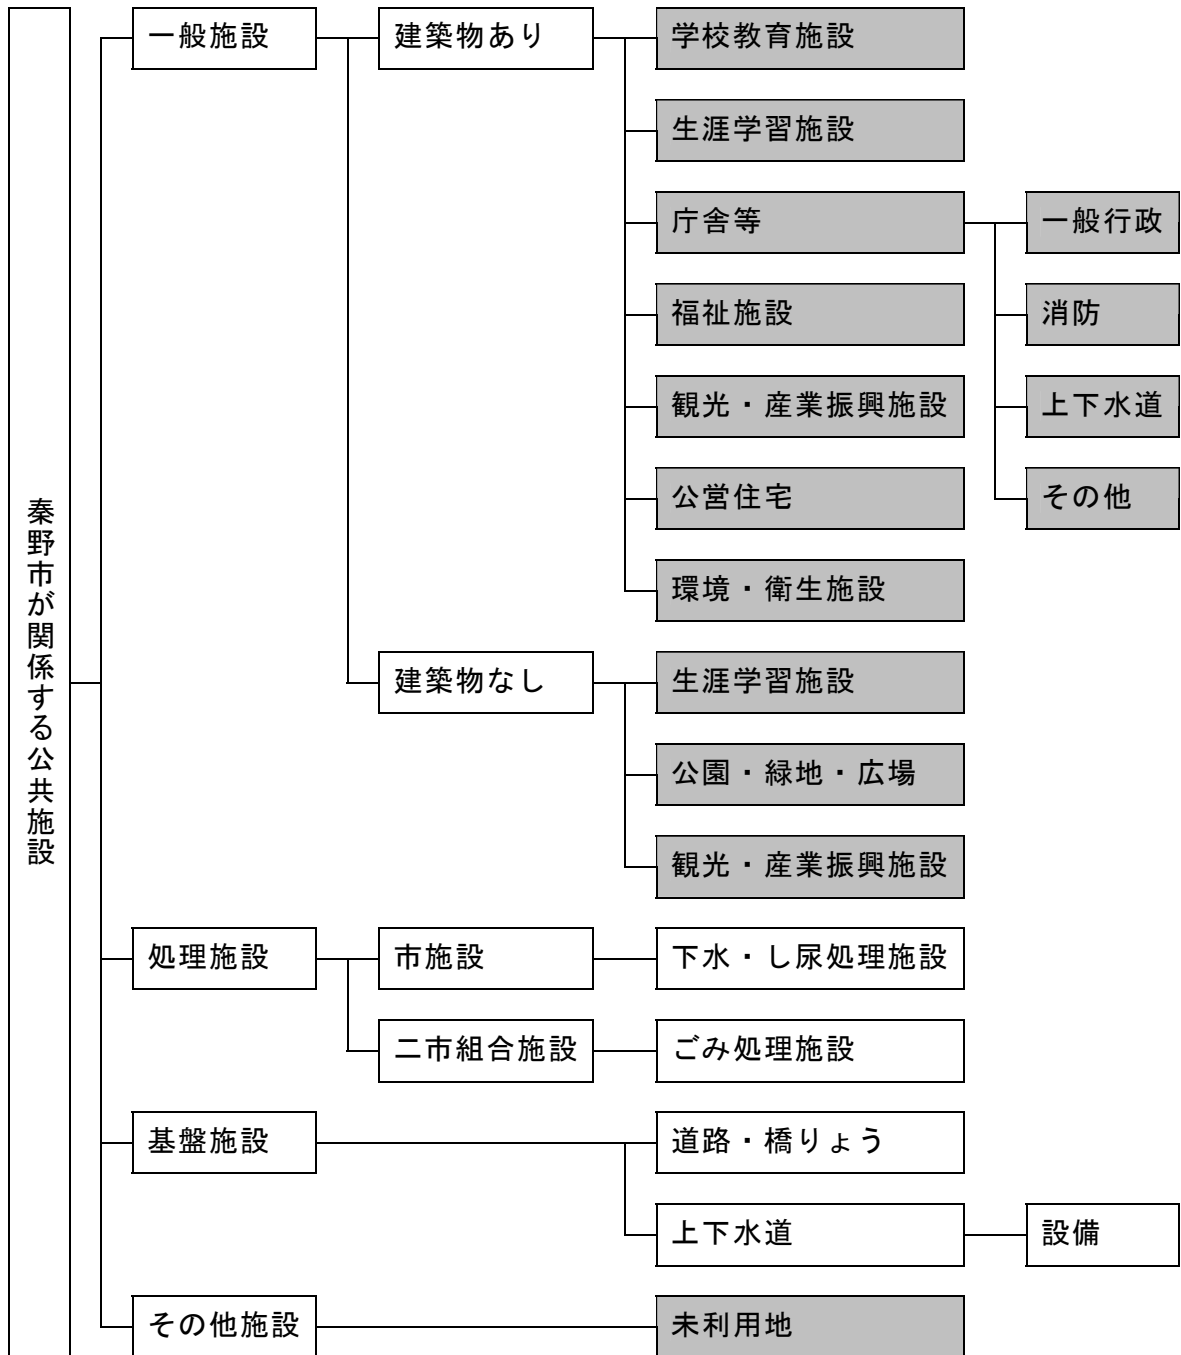 秦野市が関係する公共施設
一般施設
建築物あり
学校教育施設
生涯学習施設
庁舎等
一般行政
消防
福祉施設
観光・産業振興施設
上下水道
公営住宅
その他
環境・衛生施設
建築物なし
生涯学習施設
公園・緑地・広場
観光・産業振興施設
処理施設
市施設
下水・し尿処理施設
二市組合施設
ごみ処理施設
基盤施設
道路・橋りょう
上下水道
設備
その他施設
未利用地